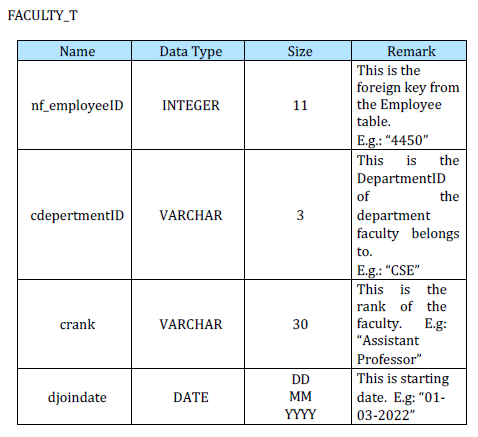 FACULTY_T
Name Data Type Size Remark
nf_employeeID INTEGER 11
This is the
foreign key from
the Employee
table.
E.g.: “4450”
cdepertmentID VARCHAR 3
This is the
DepartmentID
of the
department
faculty belongs
to.
E.g.: “CSE”
crank VARCHAR 30
This is the
rank of the
faculty. E.g:
“Assistant
Professor”
djoindate DATE
DD
MM
YYYY
This is starting
date. E.g: “01-
03-2022”